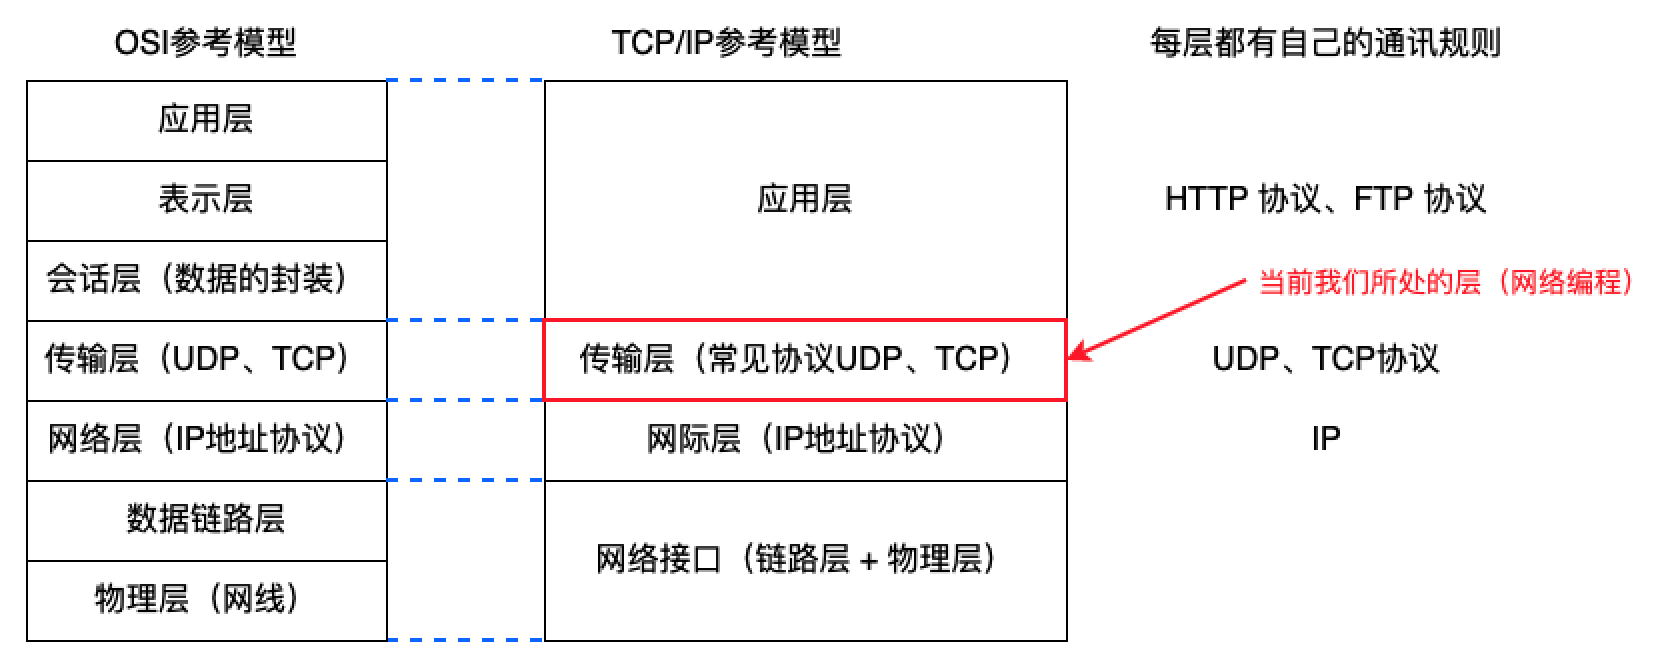 OSI参考模型
TCP/IP参考模型
每层都有自己的通讯规则
应用层
表示层
会话层（数据的封装）
传输层（UDP、TCP）
网络层（IP地址协议）
数据链路层
物理层（网线）
应用层
传输层（常见协议UDP、TCP）
网际层（IP地址协议）
网络接口（链路层 + 物理层）
HTTP 协议、FTP 协议
当前我们所处的层（网络编程）
UDP、TCP协议
IP